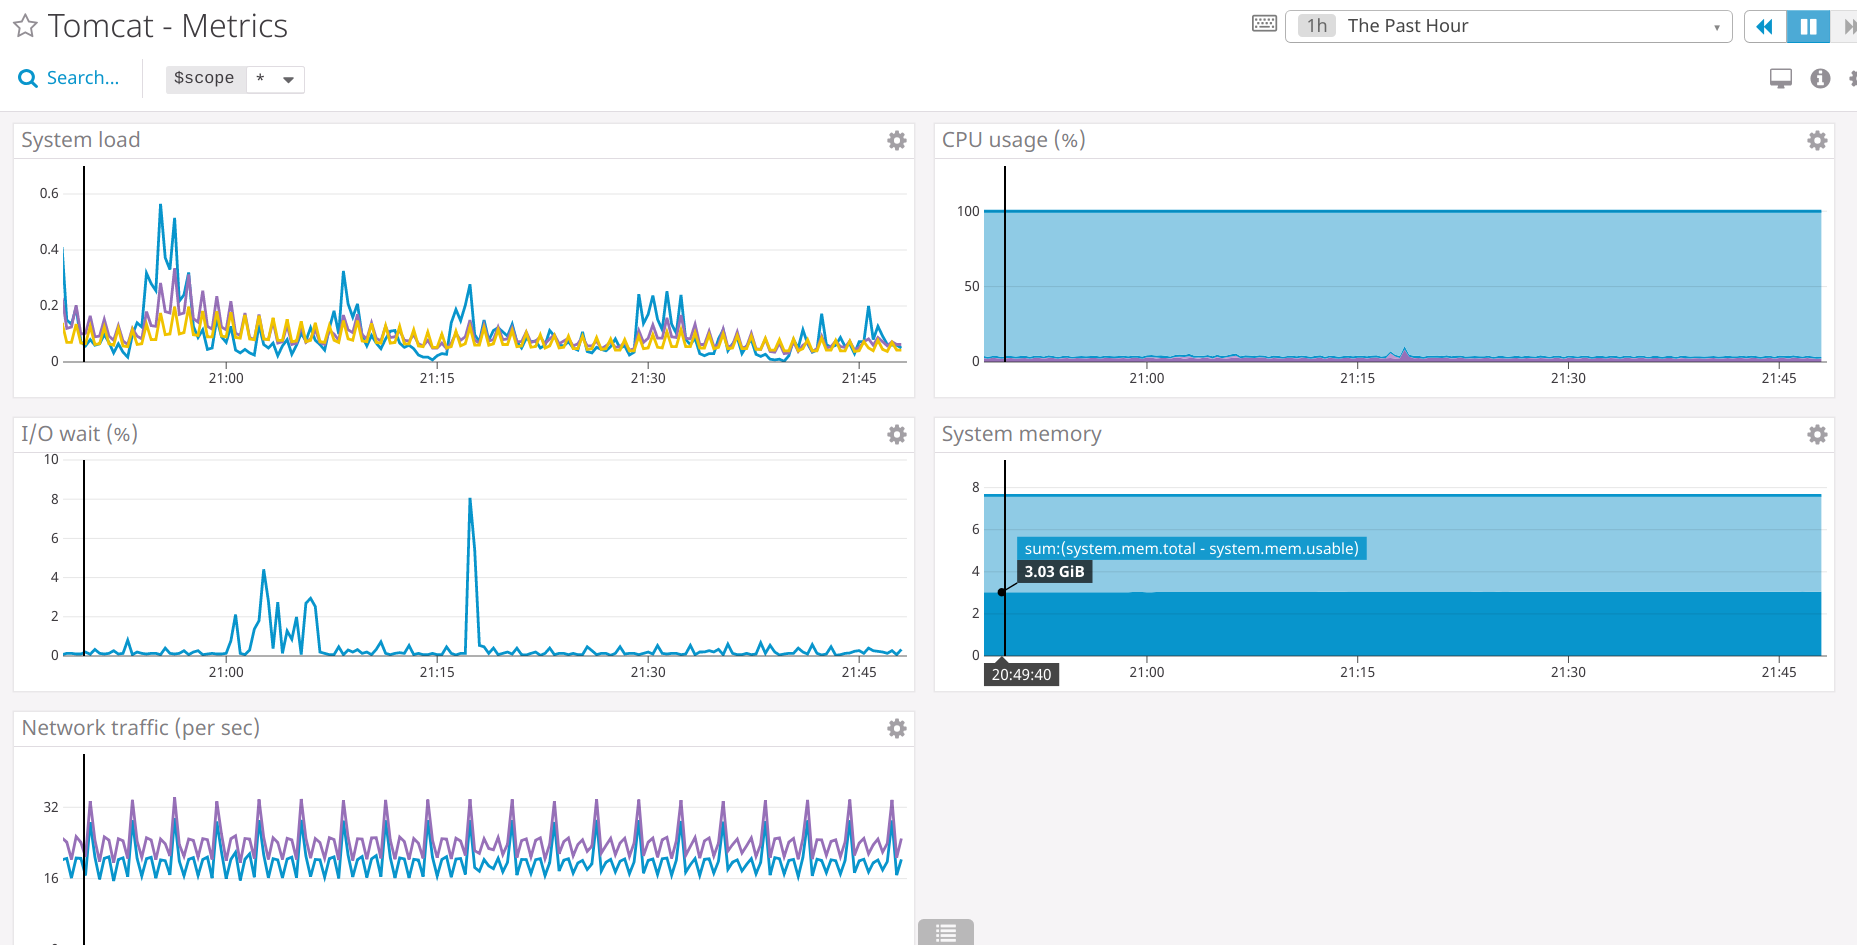 Tomcat - Metrics
1h The Past Hour
Search...
$scope *
System load
0.6
0.4
0.2
0
21:00 21:15 21:30 21:45
CPU usage (%)
100
50
0
21:00 21:15 21:30 21:45
I/O wait (%)
10
8
6
4
2
0
21:00 21:15 21:30 21:45
System memory
8
6
sum:(system.mem.total - system.mem.usable)
3.03 GiB
4
2
0
20:49:40
21:00 21:15 21:30 21:45
Network traffic (per sec)
32
16